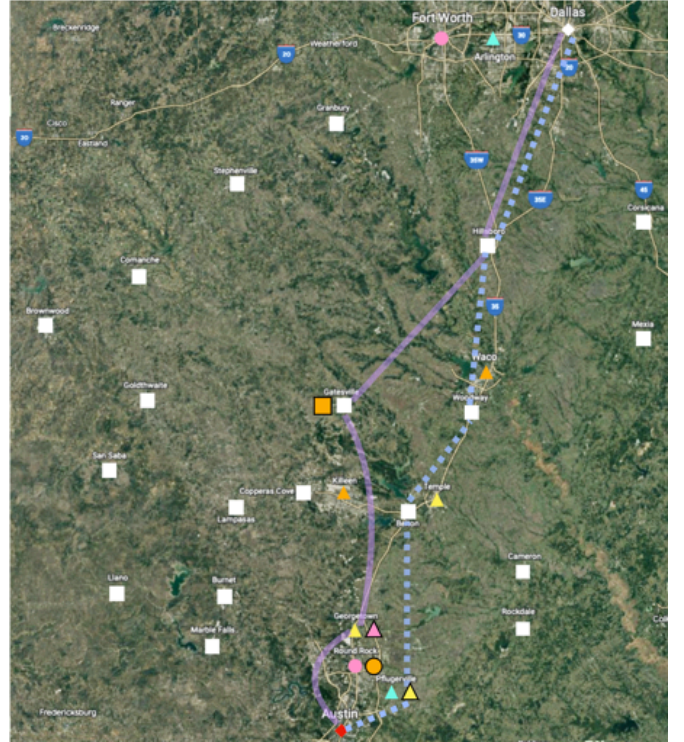 Dallas
Fort Worth
Breckenridge
30
Weatherford
20
Arlington
20
Ranger
Granbury
Cisco
20
Eastland
35W
Stephenville
45
35E
Corsicana
Hillsboro
Comanche
35
Brownwood
Mexia
Waco
Goldthwaite
Gatesville
Woodway
San Saba
Killeen
Temple
Copperas Cove
Lampasas
Belton
Cameron
Llano
Burnet
Rockdale
Georgetown
Marble Falls
Round Rock
Pflugerville
Fredericksburg
Austin